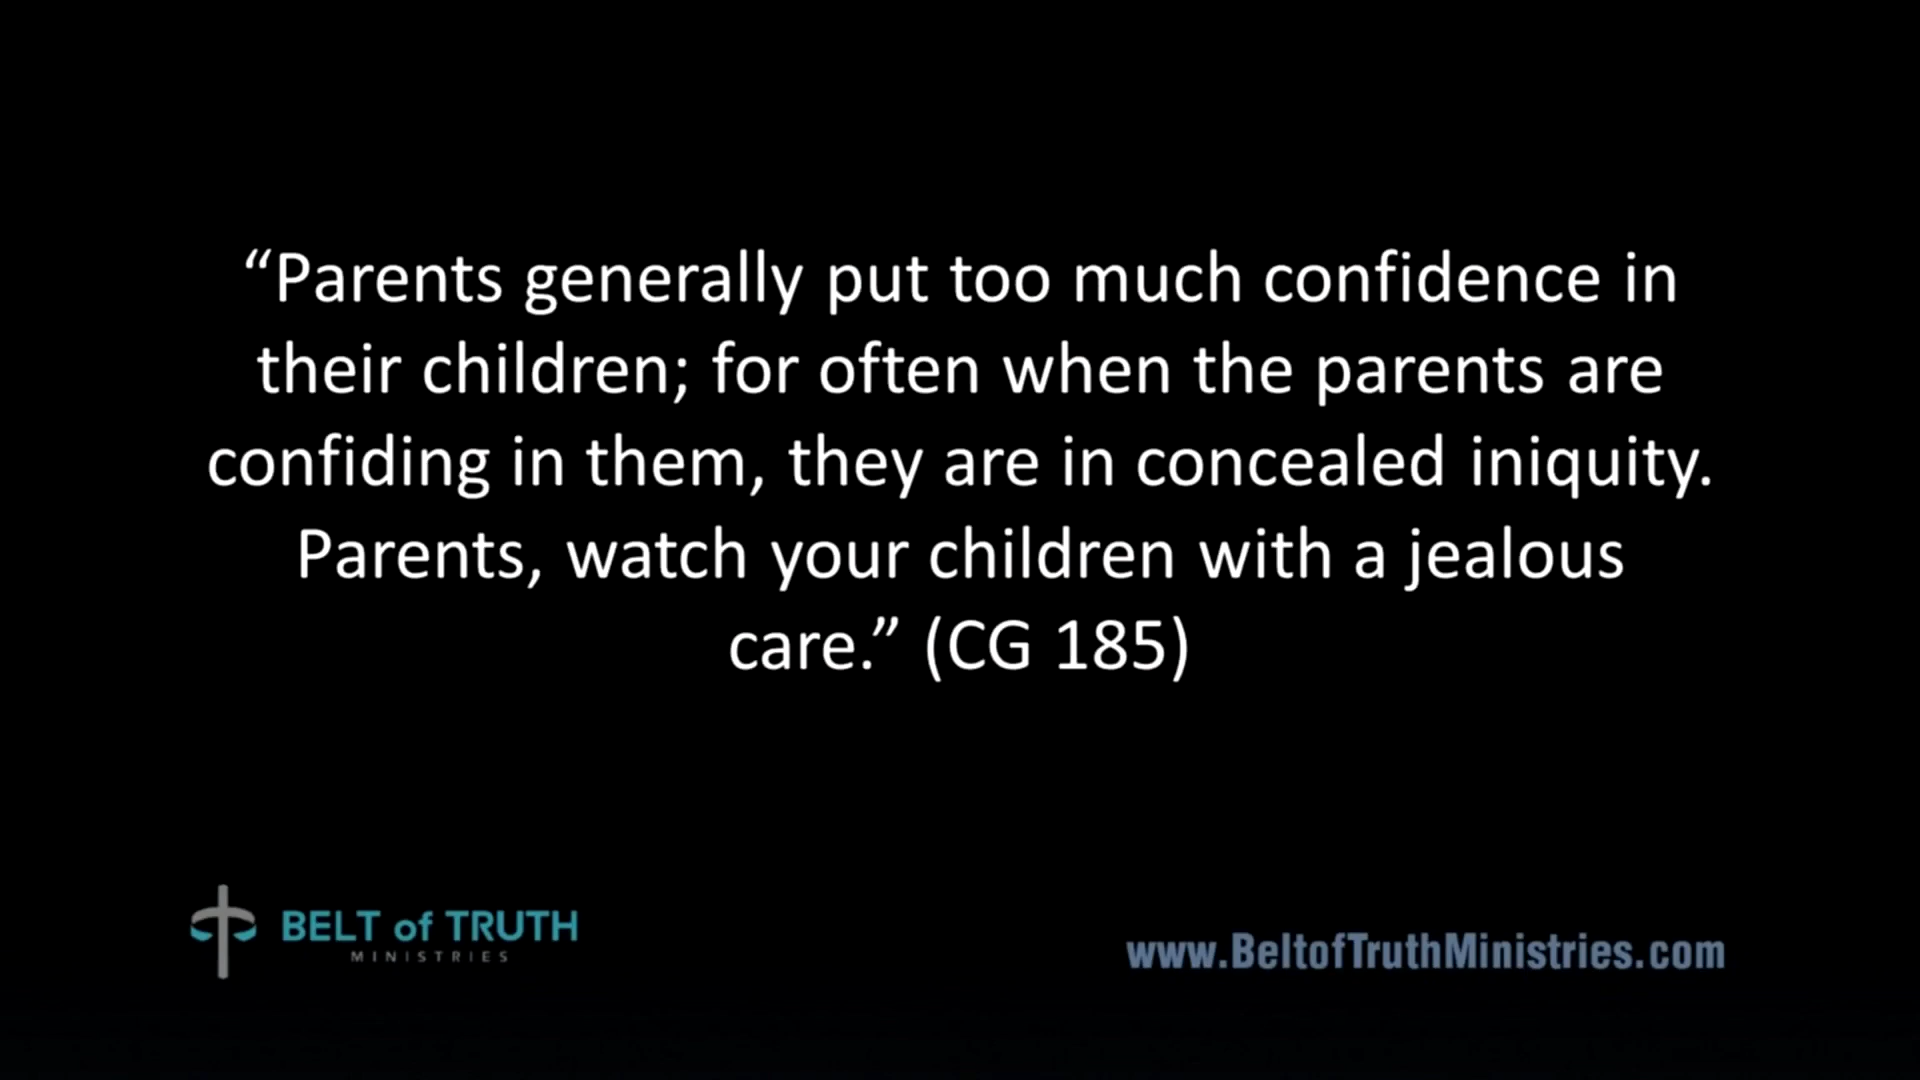 “Parents generally put too much confidence in
their children; for often when the parents are
confiding in them, they are in concealed iniquity.
Parents, watch your children with a jealous
care.” (CG 185)
BELT of TRUTH
MINISTRIES
www.BeltofTruthMinistries.com